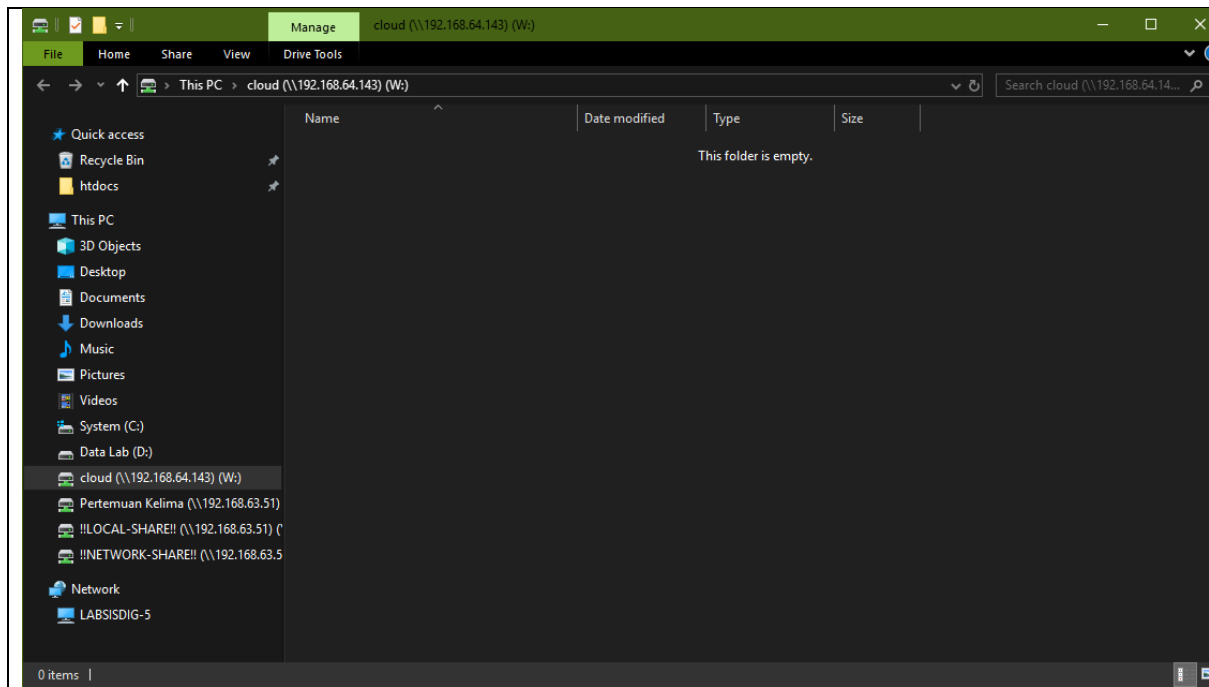 Manage
cloud (\\192.168.64.143) (W:)
File
Home
Share
View
Drive Tools
This PC
cloud (\\192.168.64.143) (W:)
Search cloud (\\192.168.64.14...
Name
Date modified
Type
Size
This folder is empty.
Quick access
Recycle Bin
htdocs
This PC
3D Objects
Desktop
Documents
Downloads
Music
Pictures
Videos
System (C:)
Data Lab (D:)
cloud (\\192.168.64.143) (W:)
Pertemuan Kelima (\\192.168.63.51)
!!LOCAL-SHARE!! (\\192.168.63.51) (
!!NETWORK-SHARE!! (\\192.168.63.5
Network
LABSISDIG-5
0 items